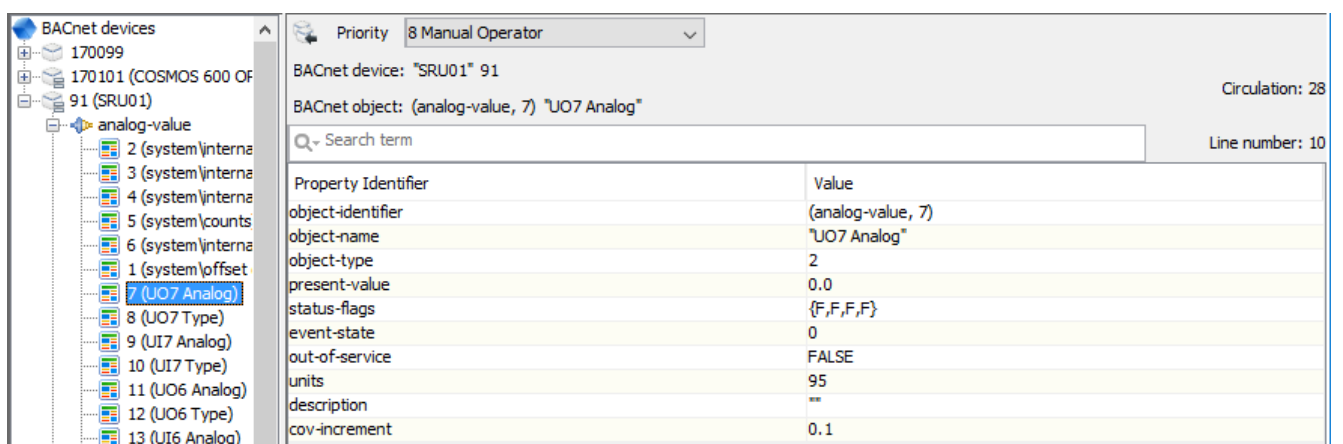 BACnet devices
170099
170101 (COSMOS 600 OF
91 (SRU01)
analog-value
2 (system\interna
3 (system\interna
4 (system\interna
5 (system\counts
6 (system\interna
1 (system\offset
7 (UO7 Analog)
8 (UO7 Type)
9 (UI7 Analog)
10 (UI7 Type)
11 (UO6 Analog)
12 (UO6 Type)
13 (UI6 Analog)
Priority 8 Manual Operator
BACnet device: "SRU01" 91
Circulation: 28
BACnet object: (analog-value, 7) "UO7 Analog"
Search term
Line number: 10
Property Identifier Value
object-identifier (analog-value, 7)
object-name "UO7 Analog"
object-type 2
present-value 0.0
status-flags {F,F,F,F}
event-state 0
out-of-service FALSE
units 95
description ""
cov-increment 0.1